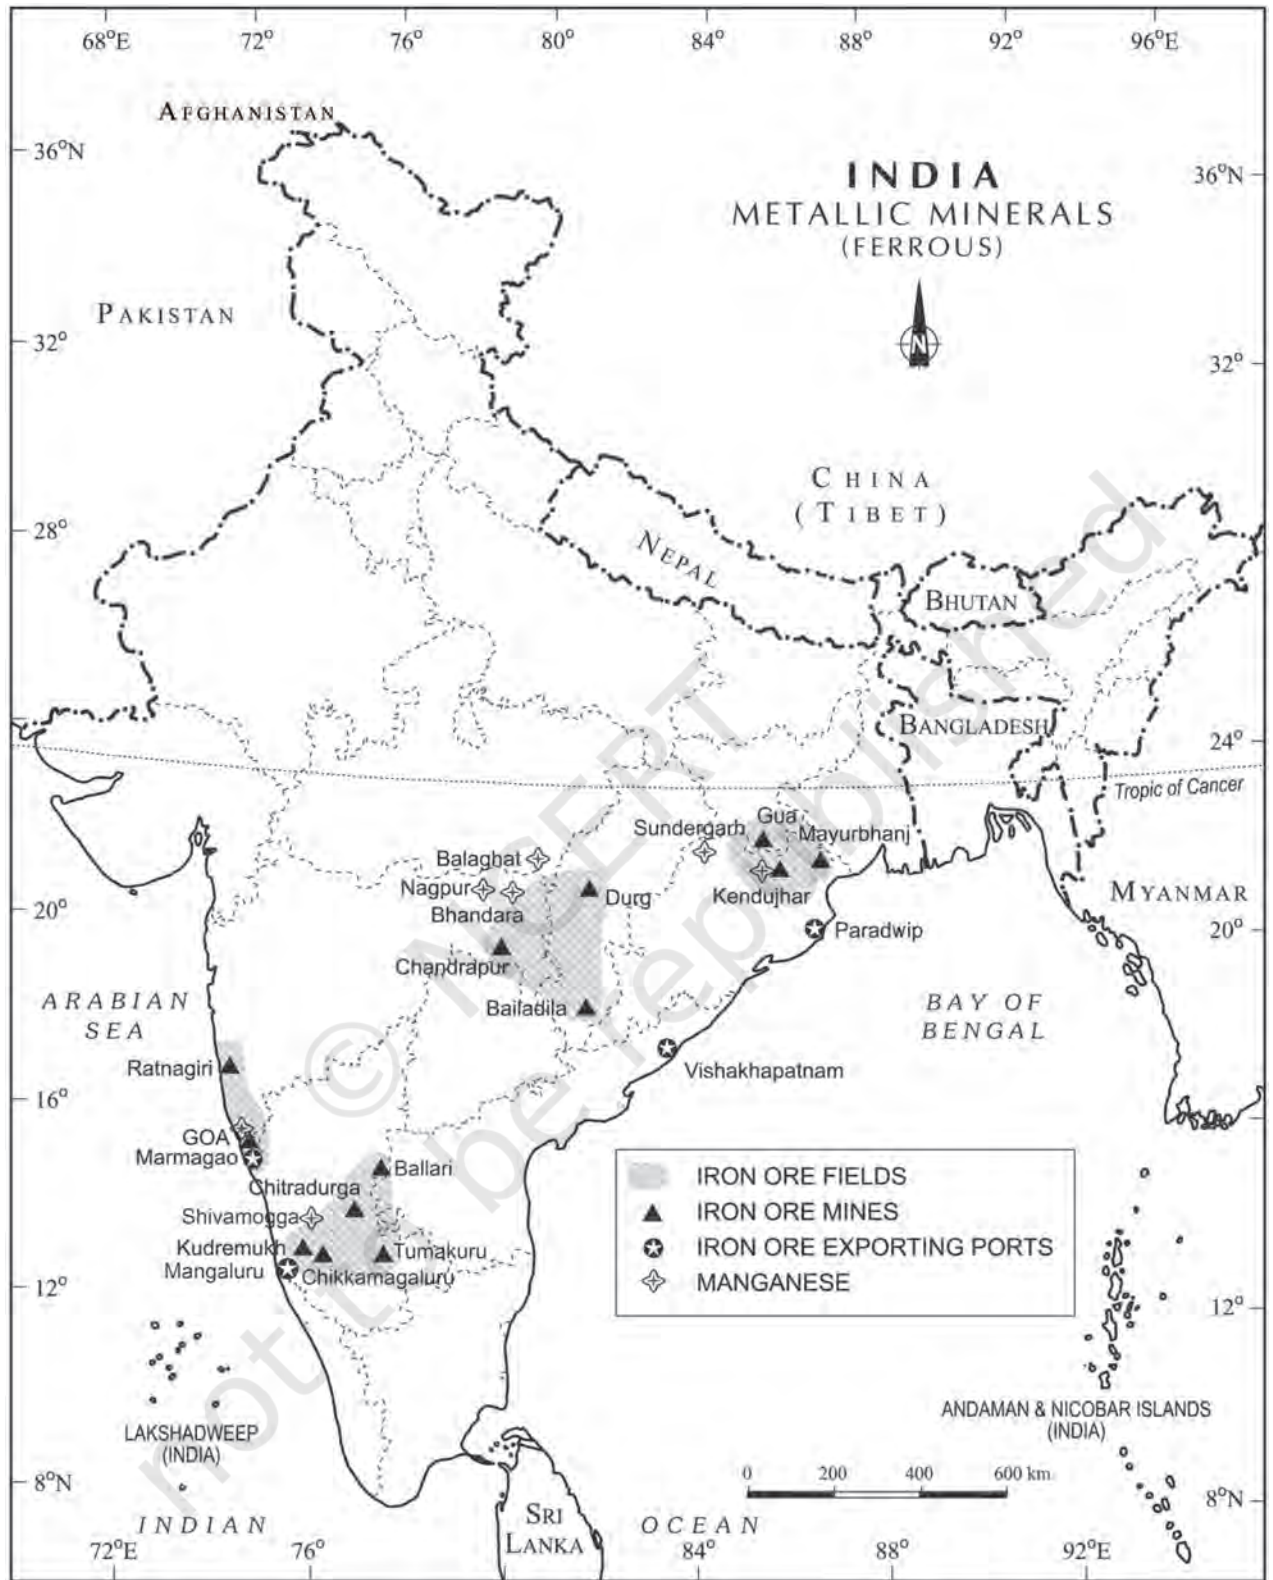 68°E 72° 76° 80° 84° 88° 92° 96°E
AFGHANISTAN
36°N
INDIA
METALLIC MINERALS
(FERROUS)
36°N
N
PAKISTAN
32°
32°
CHINA
(TIBET)
28°
NEPAL
BHUTAN
BANGLADESH
24°
Tropic of Cancer
Gua
Sundergarh
Mayurbhanj
Balaghat
Nagpur
Bhandara
Durg
Kendujhar
MYANMAR
20°
20°
Paradwip
Chandrapur
Baifadila
ARABIAN
SEA
BAY OF
BENGAL
Ratnagiri
Vishakhapatnam
16°
GOA
Marmagao
Ballari
Chitradurga
Shivamogga
Kudremukh
Tumakuru
Mangaluru
Chikkamagaluru
IRON ORE FIELDS
IRON ORE MINES
IRON ORE EXPORTING PORTS
MANGANESE
12°
12°
LAKSHADWEEP
(INDIA)
ANDAMAN & NICOBAR ISLANDS
(INDIA)
0 200 400 600 km
8°N
8°N
SRI
LANKA
INDIAN OCEAN
72°E 76° 84° 88° 92°E
© NCERT
not to be republished